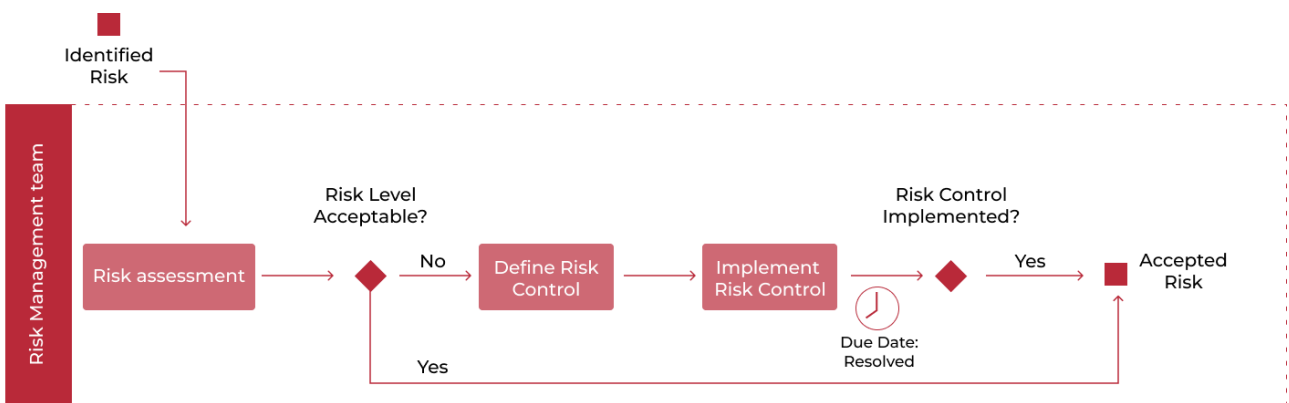 Identified
Risk
Risk Management team
Risk assessment
Risk Level
Acceptable?
No
Define Risk
Control
Implement
Risk Control
Due Date:
Resolved
Risk Control
Implemented?
Yes
Accepted
Risk
Yes